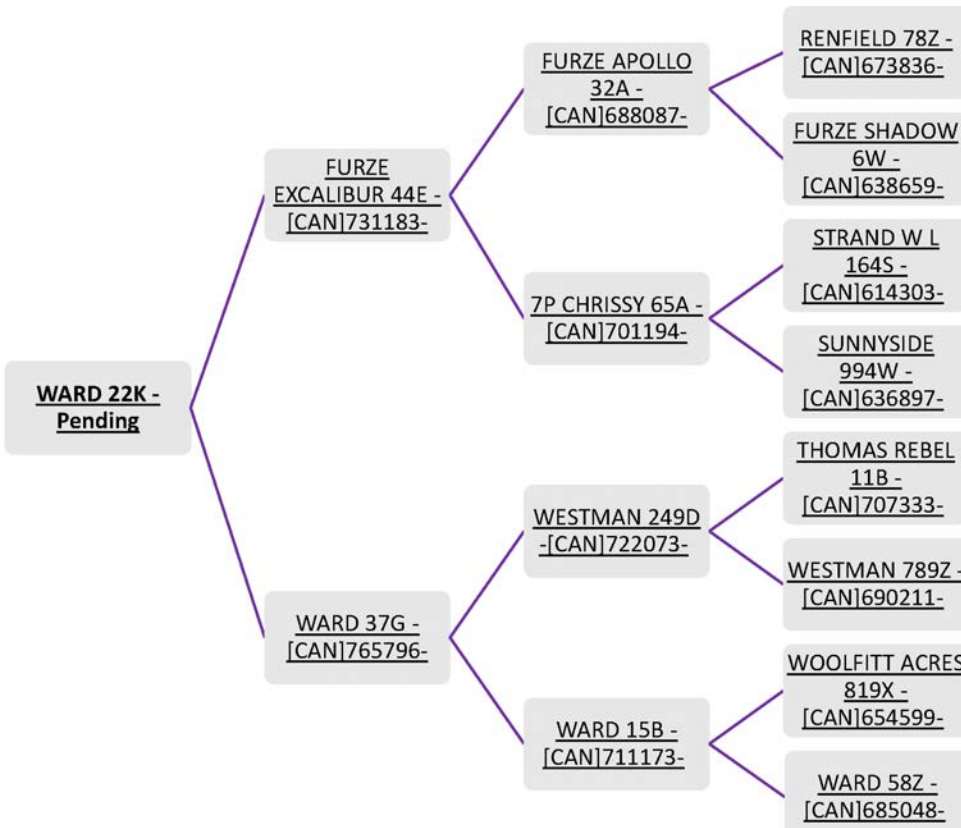 WARD 22K -
Pending
FURZE
EXCALIBUR 44E -
[CAN]731183-
WARD 37G -
[CAN]765796-
FURZE APOLLO
32A -
[CAN]688087-
7P CHRISSY 65A -
[CAN]701194-
WESTMAN 249D
-[CAN]722073-
WARD 15B -
[CAN]711173-
RENFIELD 78Z -
[CAN]673836-
FURZE SHADOW
6W -
[CAN]638659-
STRAND W L
164S -
[CAN]614303-
SUNNYSIDE
994W -
[CAN]636897-
THOMAS REBEL
11B -
[CAN]707333-
WESTMAN 789Z -
[CAN]690211-
WOOLFITT ACRES
819X -
[CAN]654599-
WARD 58Z -
[CAN]685048-